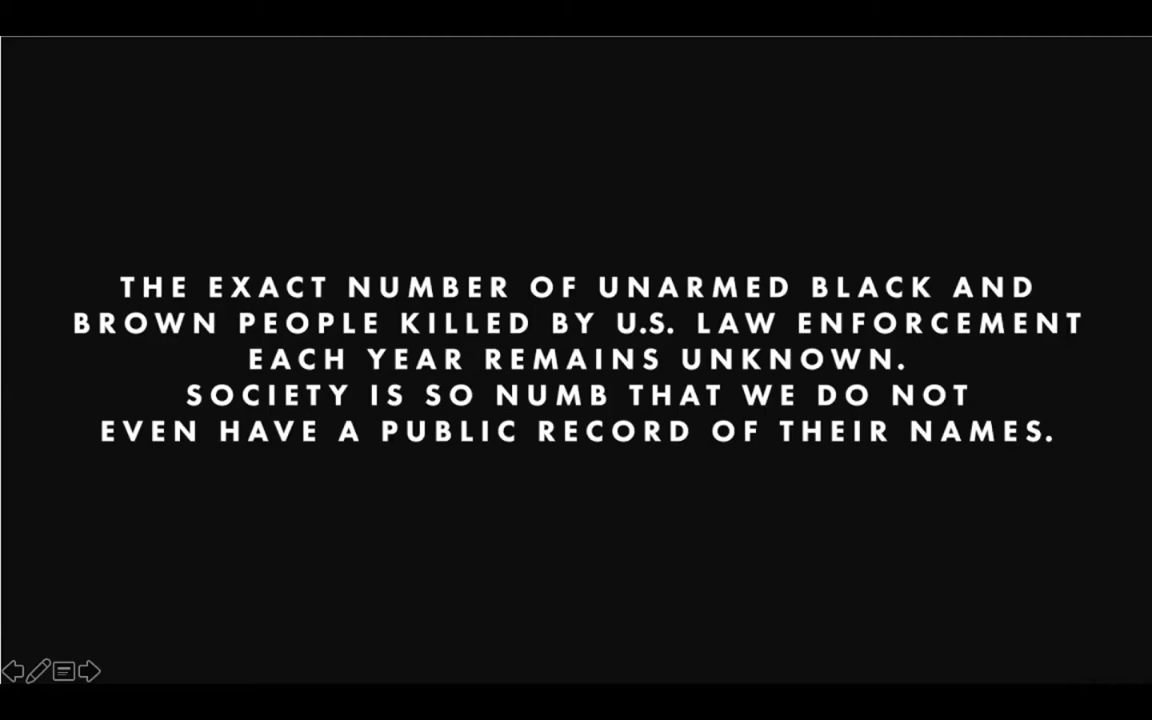 THE EXACT NUMBER OF UNARMED BLACK AND
BROWN PEOPLE KILLED BY U.S. LAW ENFORCEMENT
EACH YEAR REMAINS UNKNOWN.
SOCIETY IS SO NUMB THAT WE DO NOT
EVEN HAVE A PUBLIC RECORD OF THEIR NAMES.